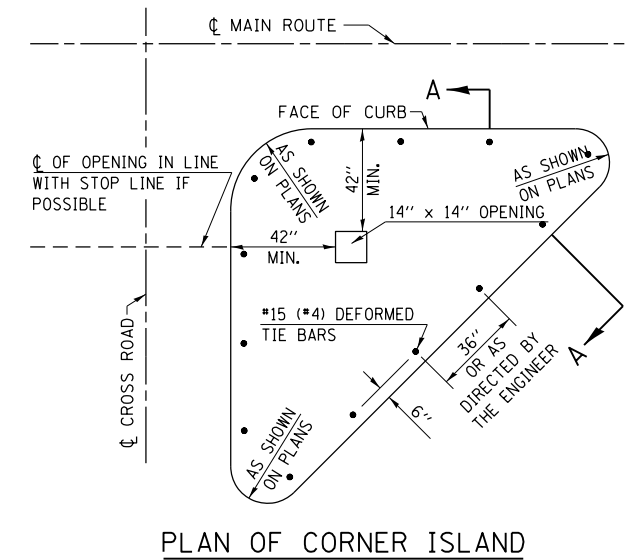 ℄ MAIN ROUTE
A
FACE OF CURB
AS SHOWN
ON PLANS
42"
MIN.
AS SHOWN
ON PLANS
℄ OF OPENING IN LINE
WITH STOP LINE IF
POSSIBLE
14" x 14" OPENING
42"
MIN.
#15 (#4) DEFORMED
TIE BARS
36"
OR AS
DIRECTED BY
THE ENGINEER
A
℄ CROSS ROAD
6"
AS SHOWN
ON PLANS
PLAN OF CORNER ISLAND